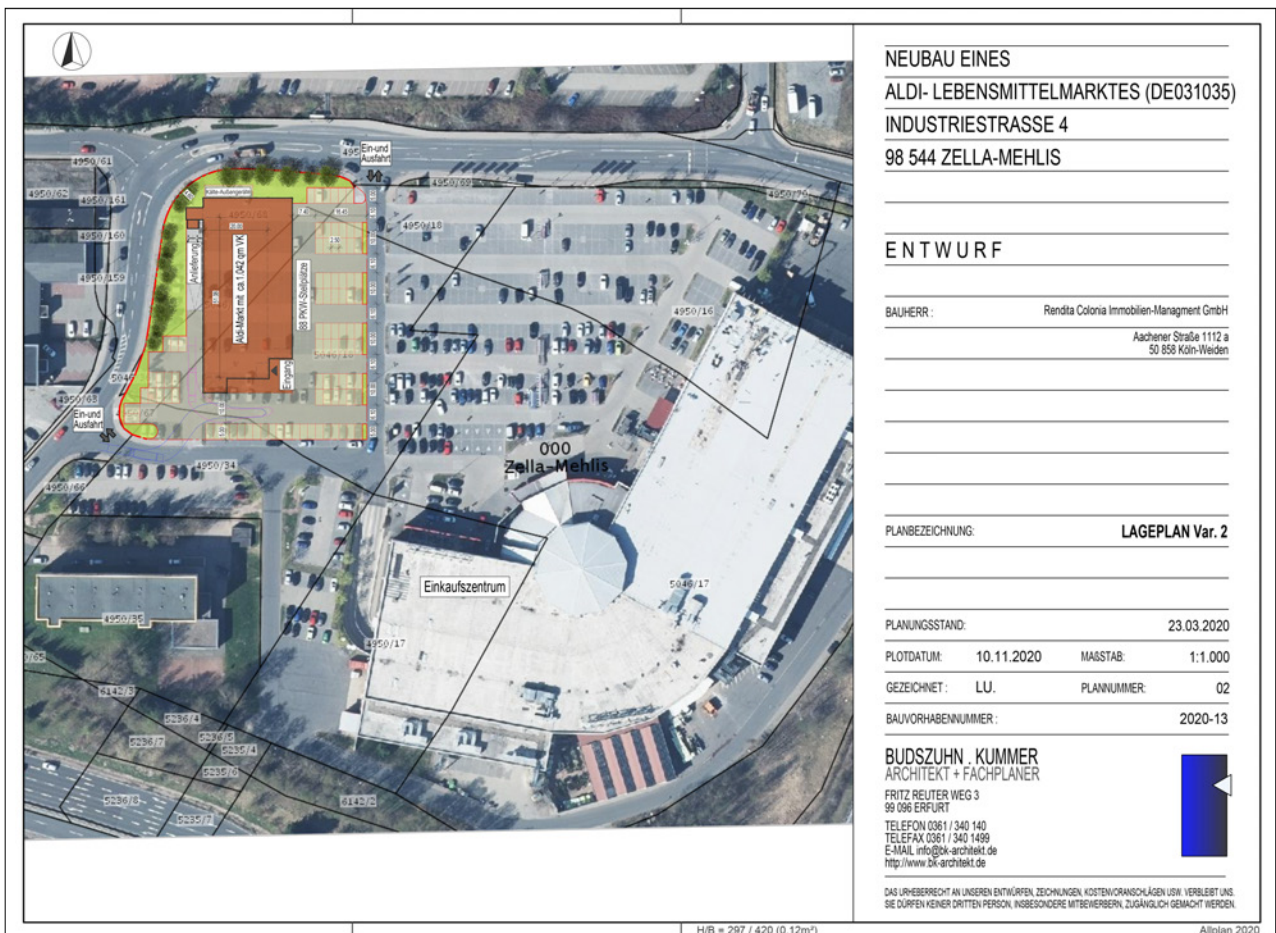 NEUBAU EINES
ALDI- LEBENSMITTELMARKTES (DE031035)
INDUSTRIESTRASSE 4
98 544 ZELLA-MEHLIS
ENTWURF
BAUHERR : Rendita Colonia Immobilien-Managment GmbH
Aachener Straße 1112 a
50 858 Köln-Weiden
PLANBEZEICHNUNG: LAGEPLAN Var. 2
PLANUNGSSTAND: 23.03.2020
PLOTDATUM: 10.11.2020 MAßSTAB: 1:1.000
GEZEICHNET : LU. PLANNUMMER: 02
BAUVORHABENNUMMER : 2020-13
BUDSZUHN . KUMMER
ARCHITEKT + FACHPLANER
FRITZ REUTER WEG 3
99 096 ERFURT
TELEFON 0361 / 340 140
TELEFAX 0361 / 340 1499
E-MAIL info@bk-architekt.de
http://www.bk-architekt.de
DAS URHEBERRECHT AN UNSEREN ENTWÜRFEN, ZEICHNUNGEN, KOSTENVORANSCHLÄGEN USW. VERBLEIBT UNS.
SIE DÜRFEN KEINER DRITTEN PERSON, INSBESONDERE MITBEWERBERN, ZUGÄNGLICH GEMACHT WERDEN.
H/B = 297 / 420 (0.12m²)
Allplan 2020
4950/61
Ein-und
Ausfahrt
4950/62
4950/161
4950/69
4950/70
Kälte-Außengeräte
4950/18
4950/160
4950/159
Anlieferung
Aldi-Markt mit ca.1.042 qm VK
88 PKW-Stellplätze
Eingang
4950/16
4950/63
Ein-und
Ausfahrt
4950/34
000
Zella-Mehlis
4950/66
Einkaufszentrum
5046/17
4950/35
4950/17
6142/3
5236/4
5236/5
5236/7
5235/4
5235/6
5236/8
5235/7
6142/2